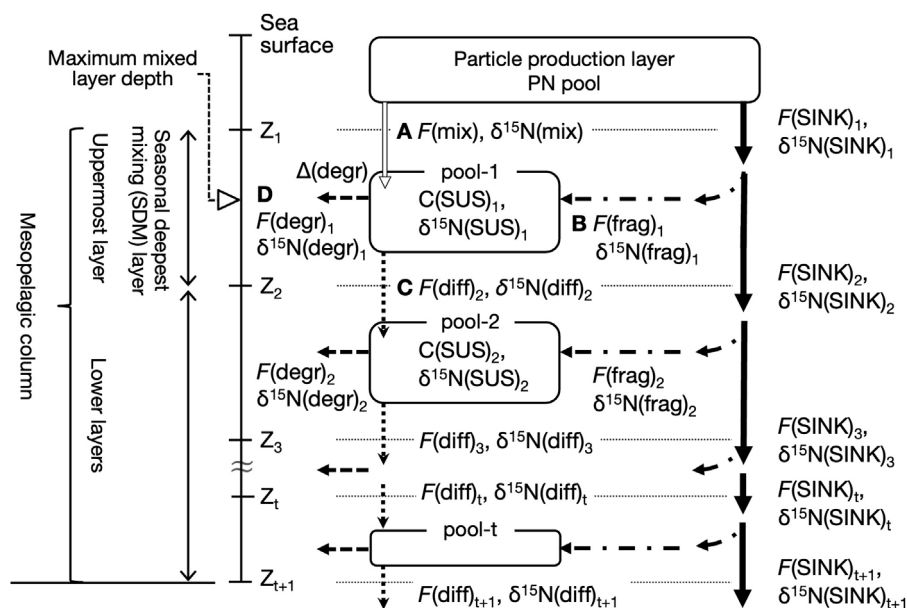 Sea
surface
Maximum mixed
layer depth
Particle production layer
PN pool
Z1
A F(mix), δ15N(mix)
F(SINK)1,
δ15N(SINK)1
Mesopelagic column
Uppermost layer
Seasonal deepest
mixing (SDM) layer
Δ(degr)
D
F(degr)1
δ15N(degr)1
pool-1
C(SUS)1,
δ15N(SUS)1
B F(frag)1
δ15N(frag)1
Z2
C F(diff)2, δ15N(diff)2
F(SINK)2,
δ15N(SINK)2
Lower layers
pool-2
C(SUS)2,
δ15N(SUS)2
F(degr)2
δ15N(degr)2
F(frag)2
δ15N(frag)2
Z3
F(diff)3, δ15N(diff)3
F(SINK)3,
δ15N(SINK)3
Zt
F(diff)t, δ15N(diff)t
F(SINK)t,
δ15N(SINK)t
pool-t
Zt+1
F(diff)t+1, δ15N(diff)t+1
F(SINK)t+1,
δ15N(SINK)t+1